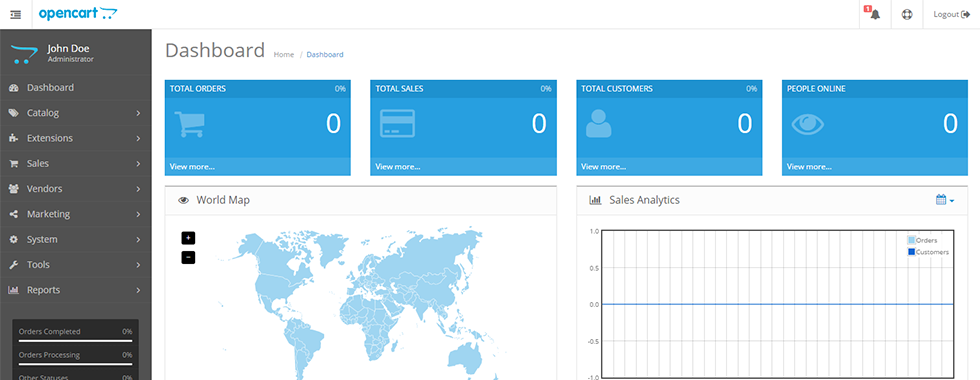 opencart
1
Logout
John Doe
Administrator
Dashboard
Catalog
Extensions
Sales
Vendors
Marketing
System
Tools
Reports
Orders Completed 0%
Orders Processing 0%
Other Statuses 0%
Dashboard
Home / Dashboard
TOTAL ORDERS 0%
0
View more...
TOTAL SALES 0%
0
View more...
TOTAL CUSTOMERS 0%
0
View more...
PEOPLE ONLINE
0
View more...
World Map
+
−
Sales Analytics
1.0
0.5
0.0
-0.5
-1.0
Orders
Customers